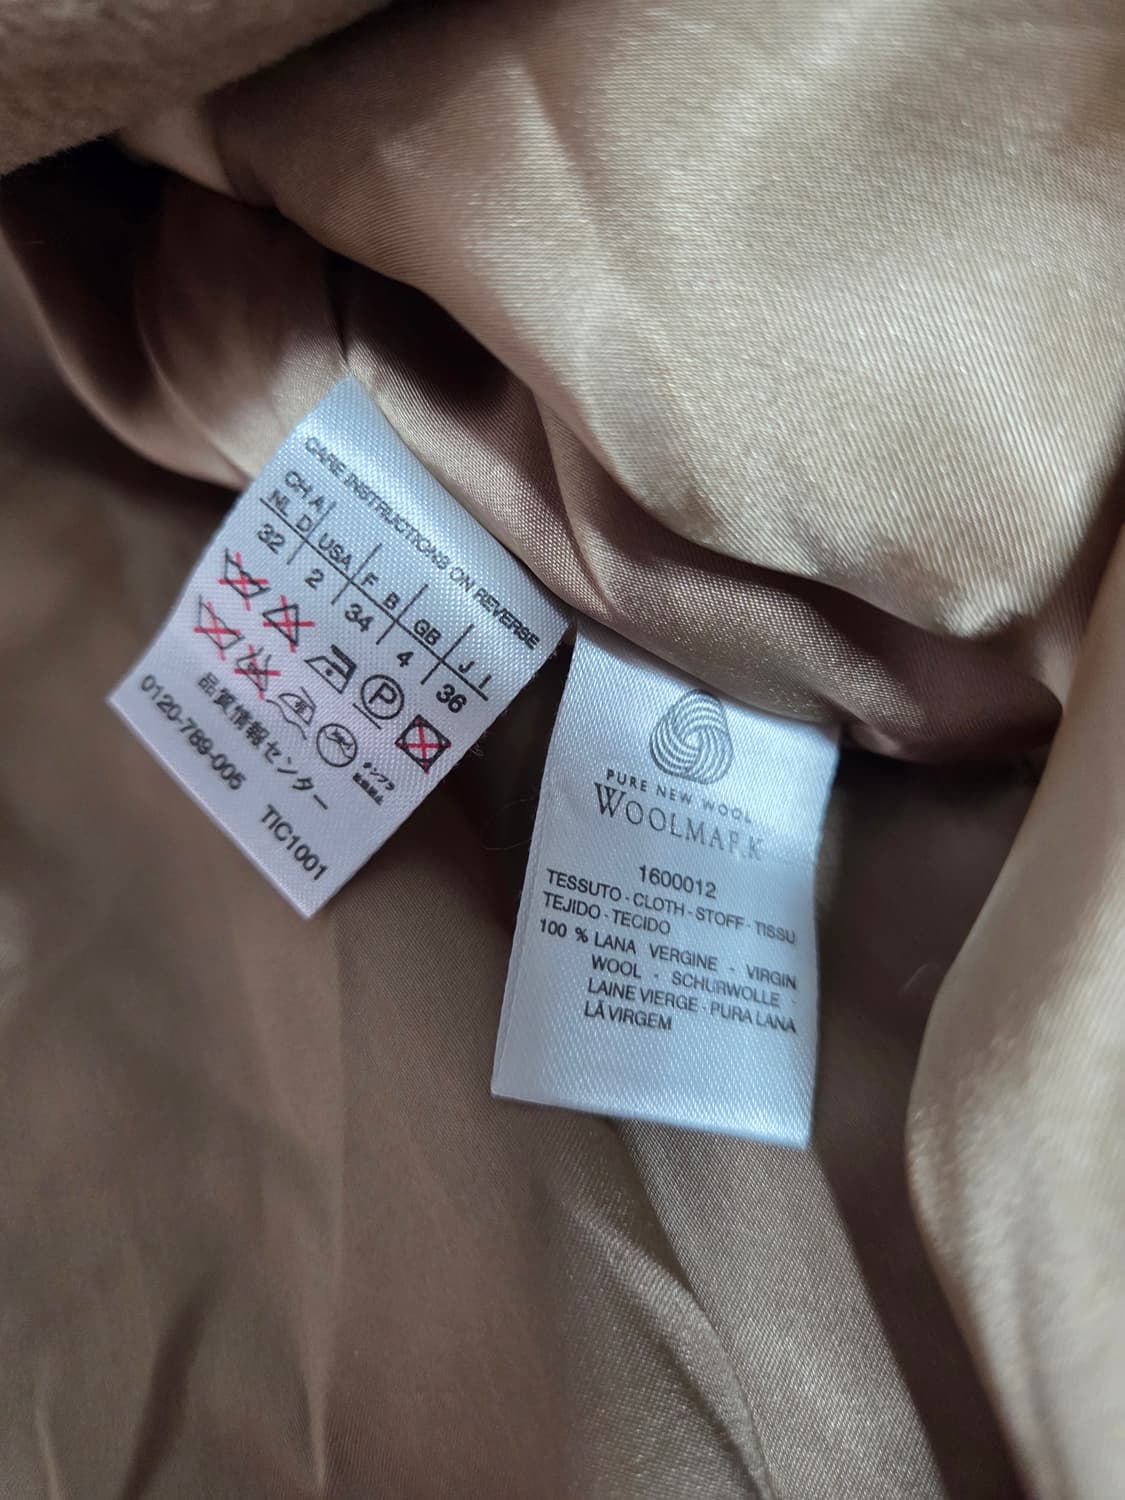 CARE INSTRUCTIONS ON REVERSE
CH A
NL D USA F B GB J I
32 2 34 4 36
P
品質情報センター
0120-789-005 TIC1001
PURE NEW WOOL
WOOLMARK
1600012
TESSUTO - CLOTH - STOFF - TISSU
TEJIDO - TECIDO
100 % LANA VERGINE - VIRGIN
WOOL - SCHURWOLLE -
LAINE VIERGE - PURA LANA
LÃ VIRGEM